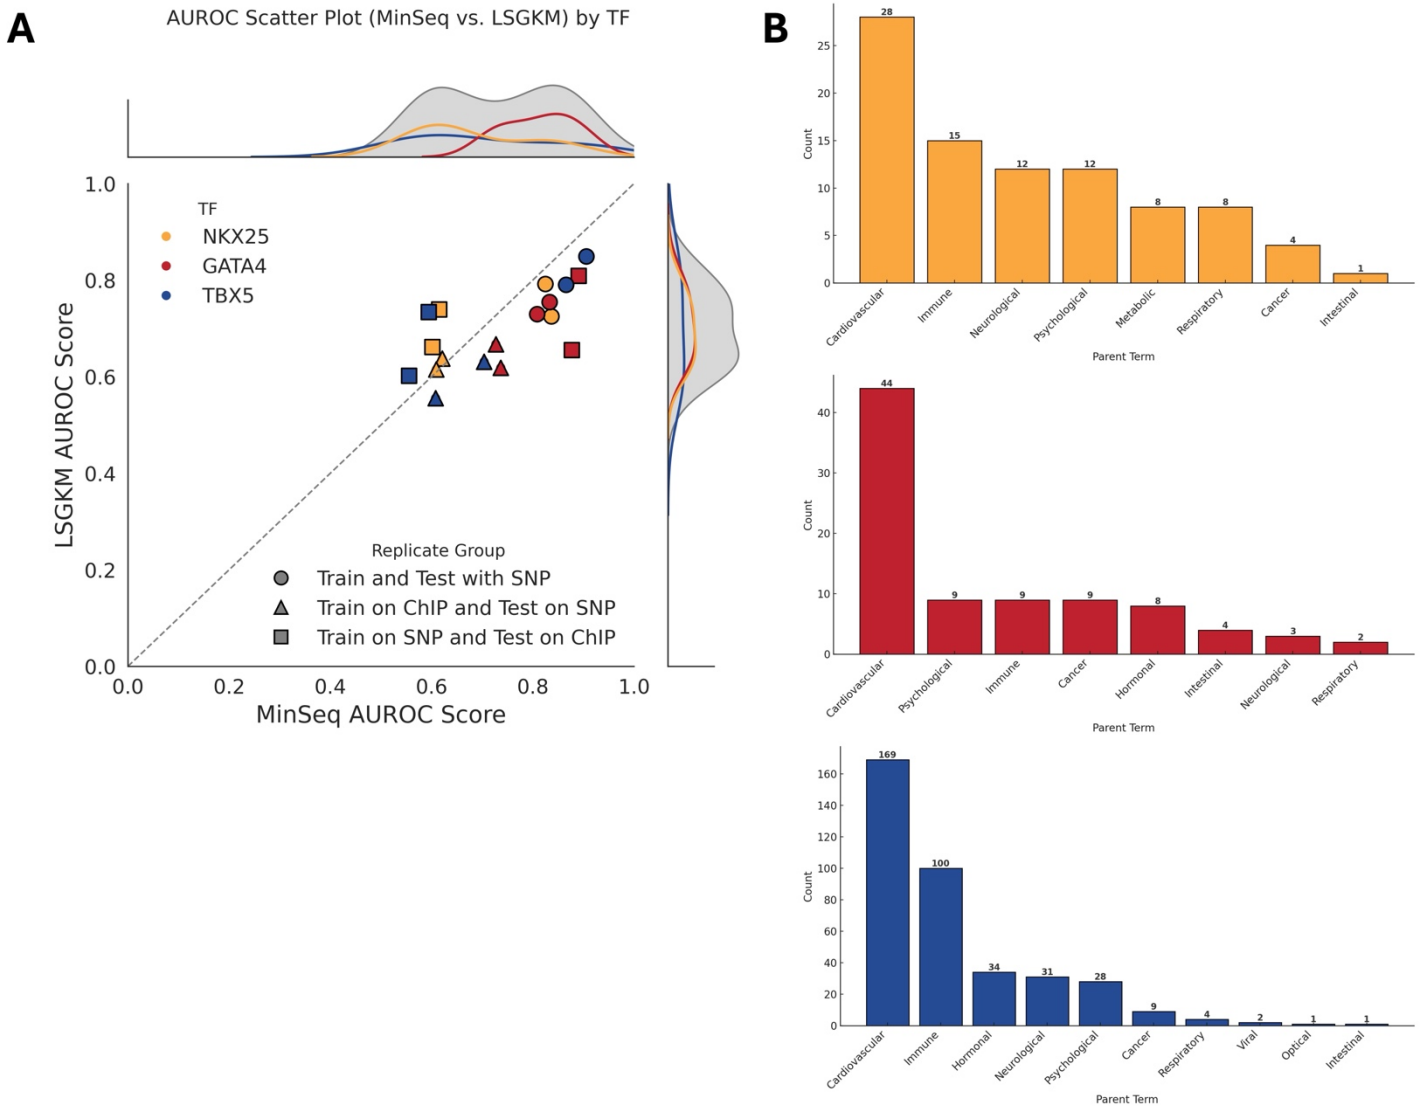 A
AUROC Scatter Plot (MinSeq vs. LSGKM) by TF
1.0
0.8
0.6
0.4
0.2
0.0
LSGKM AUROC Score
TF
NKX25
GATA4
TBX5
Replicate Group
Train and Test with SNP
Train on ChIP and Test on SNP
Train on SNP and Test on ChIP
0.0 0.2 0.4 0.6 0.8 1.0
MinSeq AUROC Score
B
25
20
15
10
5
0
Count
28 15 12 12 8 8 4 1
Cardiovascular Immune Neurological Psychological Metabolic Respiratory Cancer Intestinal
Parent Term
40
30
20
10
0
Count
44 9 9 9 8 4 3 2
Cardiovascular Psychological Immune Cancer Hormonal Intestinal Neurological Respiratory
Parent Term
160
140
120
100
80
60
40
20
0
Count
169 100 34 31 28 9 4 2 1 1
Cardiovascular Immune Hormonal Neurological Psychological Cancer Respiratory Viral Optical Intestinal
Parent Term